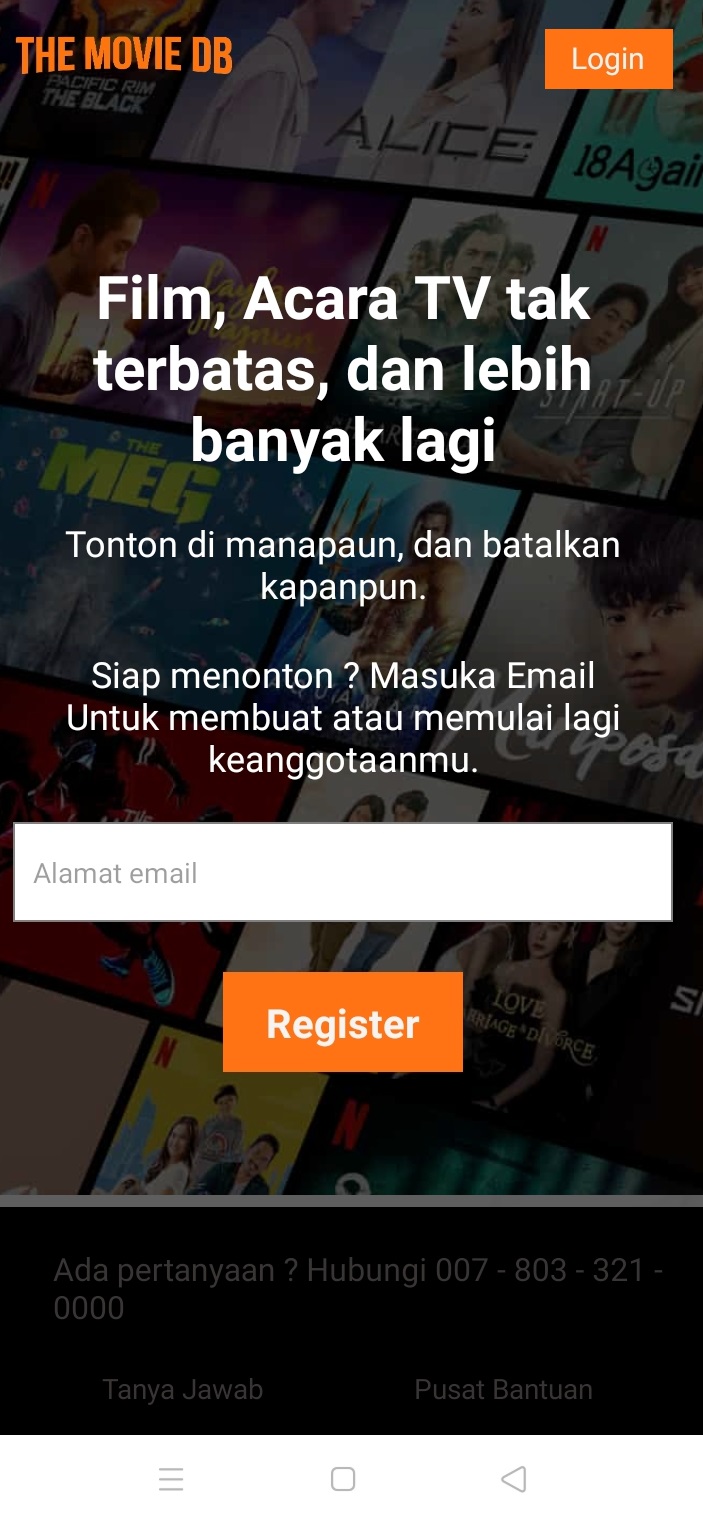 THE MOVIE DB
Login
PACIFIC RIM
THE BLACK
ALICE
18Again
Film, Acara TV tak
terbatas, dan lebih
banyak lagi
START-UP
THE
MEG
Tonton di manapaun, dan batalkan
kapanpun.
Siap menonton ? Masuka Email
Untuk membuat atau memulai lagi
keanggotaanmu.
Alamat email
Register
LOVE
Ada pertanyaan ? Hubungi 007 - 803 - 321 -
0000
Tanya Jawab
Pusat Bantuan